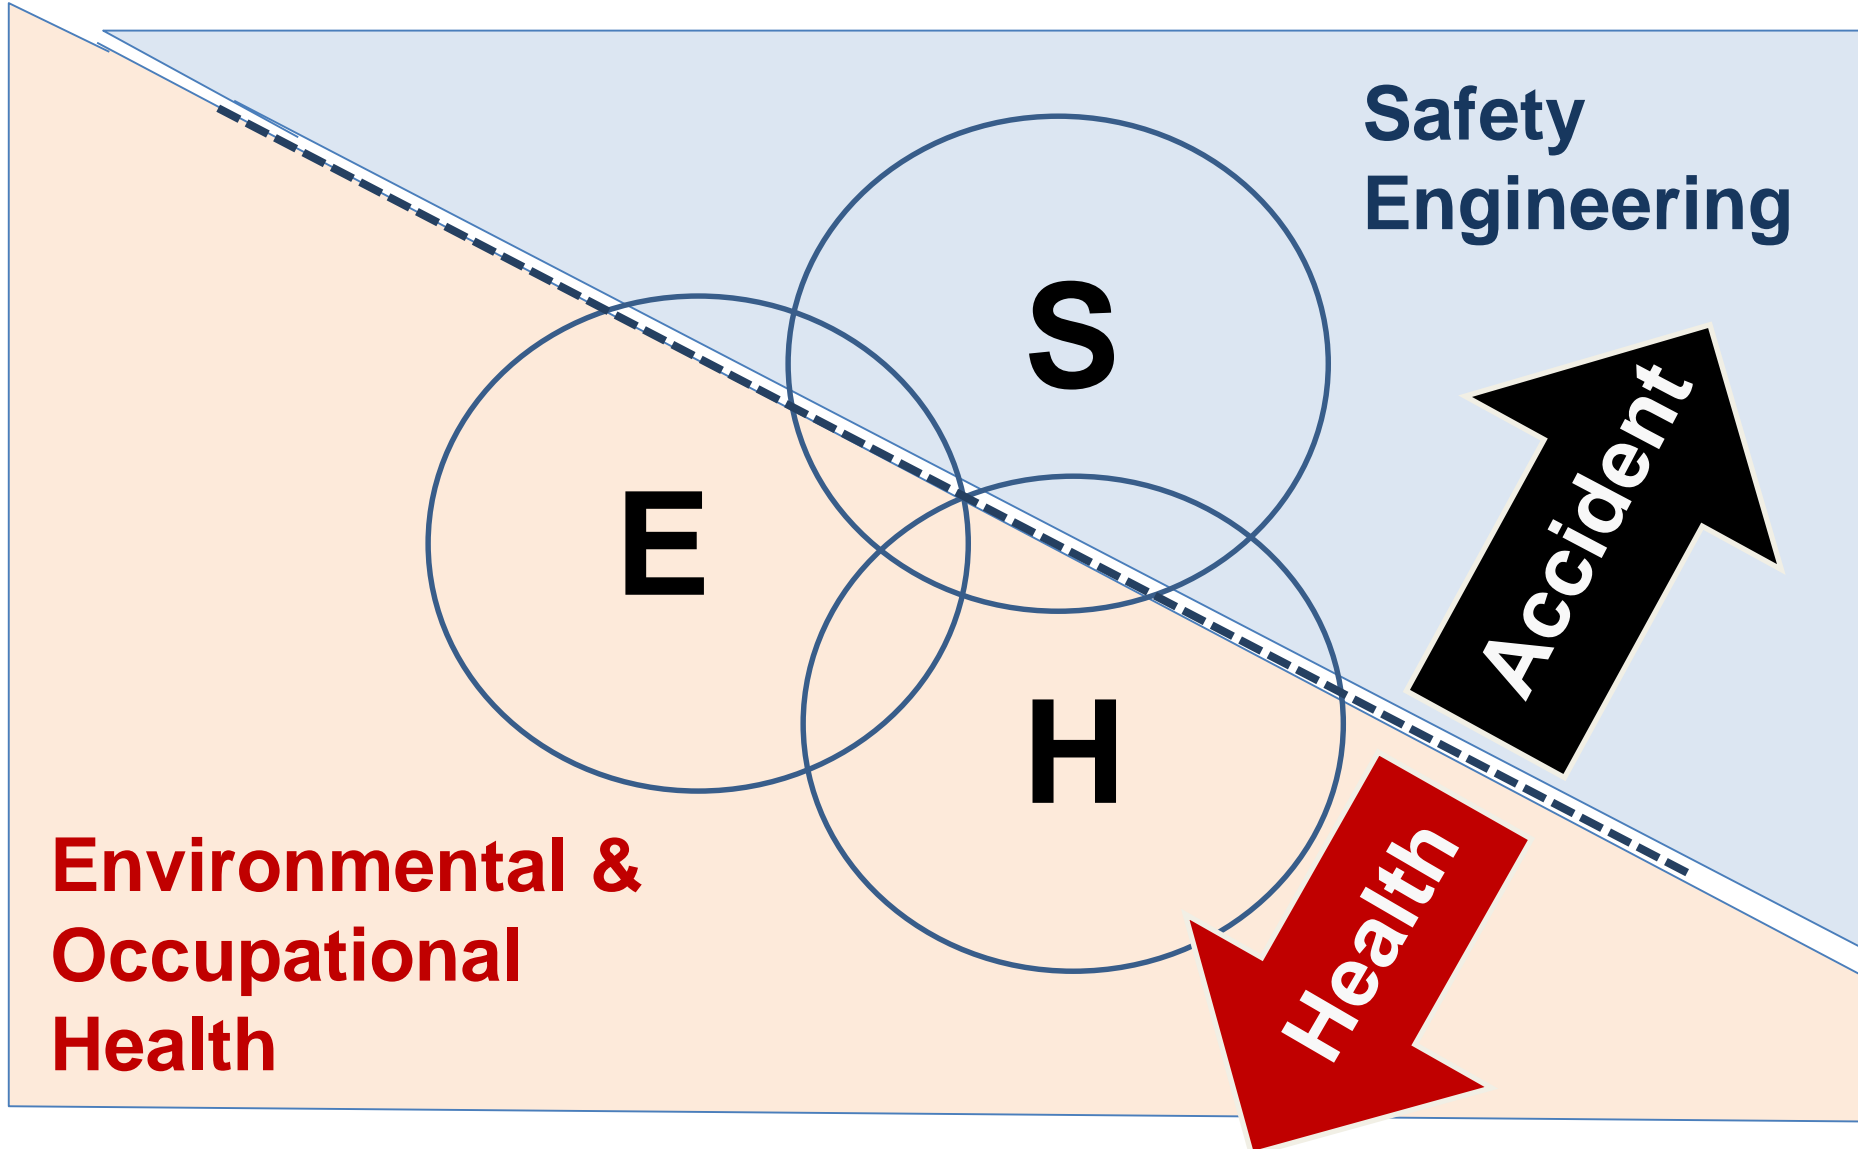 Safety
Engineering
S
Accident
E
H
Health
Environmental &
Occupational
Health